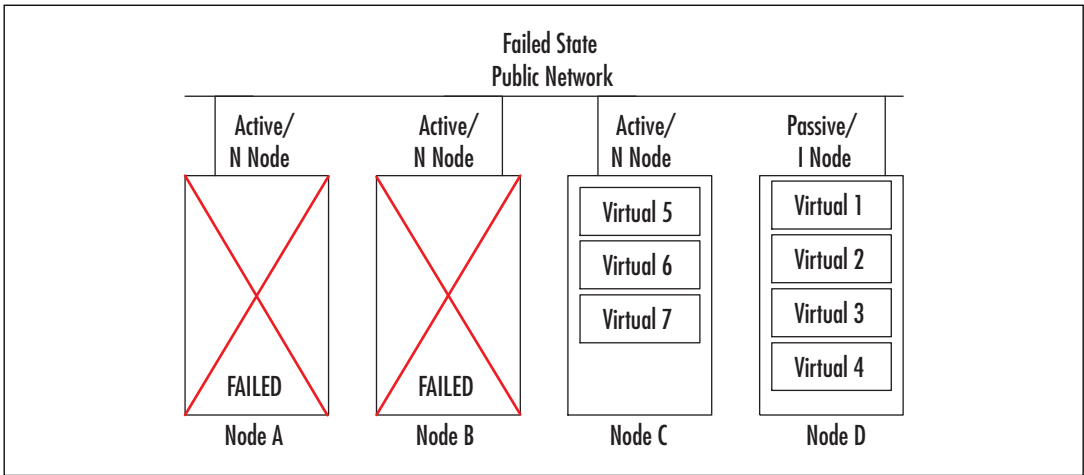 Failed State
Public Network
Active/
N Node
Active/
N Node
Active/
N Node
Passive/
I Node
Virtual 5
Virtual 6
Virtual 7
Virtual 1
Virtual 2
Virtual 3
Virtual 4
FAILED
FAILED
Node A
Node B
Node C
Node D